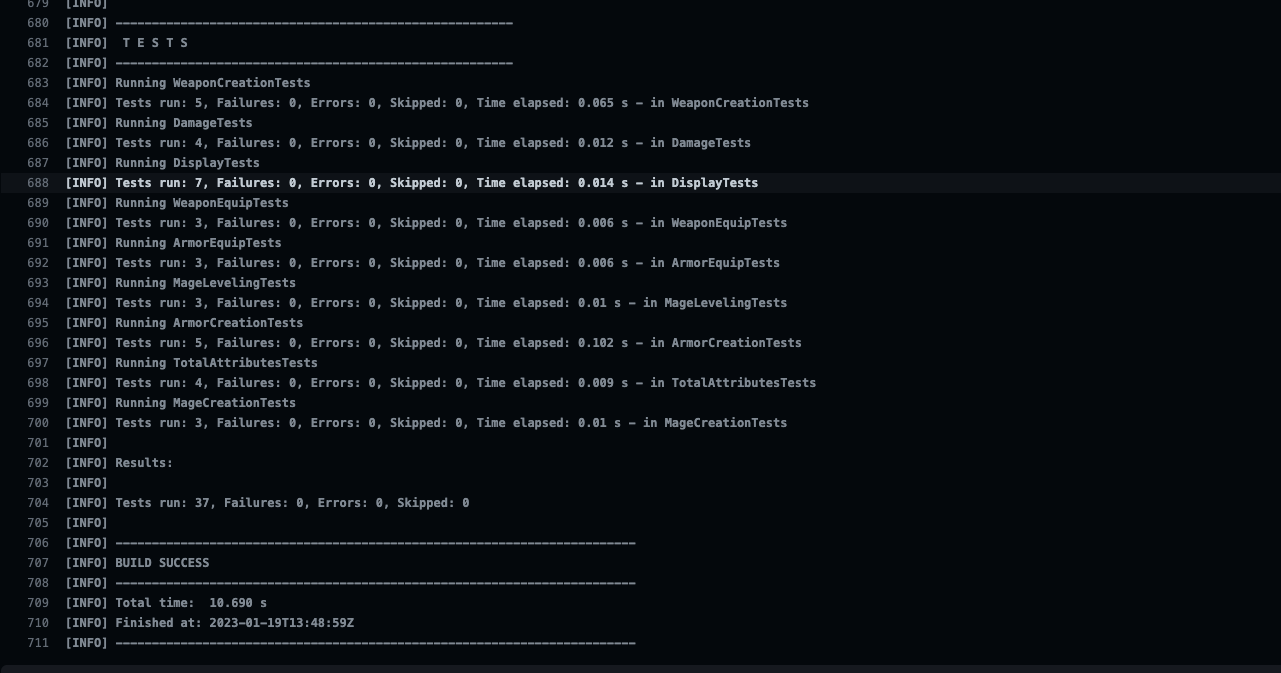 679 [INFO]
680 [INFO] -------------------------------------------------------
681 [INFO]  T E S T S
682 [INFO] -------------------------------------------------------
683 [INFO] Running WeaponCreationTests
684 [INFO] Tests run: 5, Failures: 0, Errors: 0, Skipped: 0, Time elapsed: 0.065 s - in WeaponCreationTests
685 [INFO] Running DamageTests
686 [INFO] Tests run: 4, Failures: 0, Errors: 0, Skipped: 0, Time elapsed: 0.012 s - in DamageTests
687 [INFO] Running DisplayTests
688 [INFO] Tests run: 7, Failures: 0, Errors: 0, Skipped: 0, Time elapsed: 0.014 s - in DisplayTests
689 [INFO] Running WeaponEquipTests
690 [INFO] Tests run: 3, Failures: 0, Errors: 0, Skipped: 0, Time elapsed: 0.006 s - in WeaponEquipTests
691 [INFO] Running ArmorEquipTests
692 [INFO] Tests run: 3, Failures: 0, Errors: 0, Skipped: 0, Time elapsed: 0.006 s - in ArmorEquipTests
693 [INFO] Running MageLevelingTests
694 [INFO] Tests run: 3, Failures: 0, Errors: 0, Skipped: 0, Time elapsed: 0.01 s - in MageLevelingTests
695 [INFO] Running ArmorCreationTests
696 [INFO] Tests run: 5, Failures: 0, Errors: 0, Skipped: 0, Time elapsed: 0.102 s - in ArmorCreationTests
697 [INFO] Running TotalAttributesTests
698 [INFO] Tests run: 4, Failures: 0, Errors: 0, Skipped: 0, Time elapsed: 0.009 s - in TotalAttributesTests
699 [INFO] Running MageCreationTests
700 [INFO] Tests run: 3, Failures: 0, Errors: 0, Skipped: 0, Time elapsed: 0.01 s - in MageCreationTests
701 [INFO]
702 [INFO] Results:
703 [INFO]
704 [INFO] Tests run: 37, Failures: 0, Errors: 0, Skipped: 0
705 [INFO]
706 [INFO] ------------------------------------------------------------------------
707 [INFO] BUILD SUCCESS
708 [INFO] ------------------------------------------------------------------------
709 [INFO] Total time:  10.690 s
710 [INFO] Finished at: 2023-01-19T13:48:59Z
711 [INFO] ------------------------------------------------------------------------